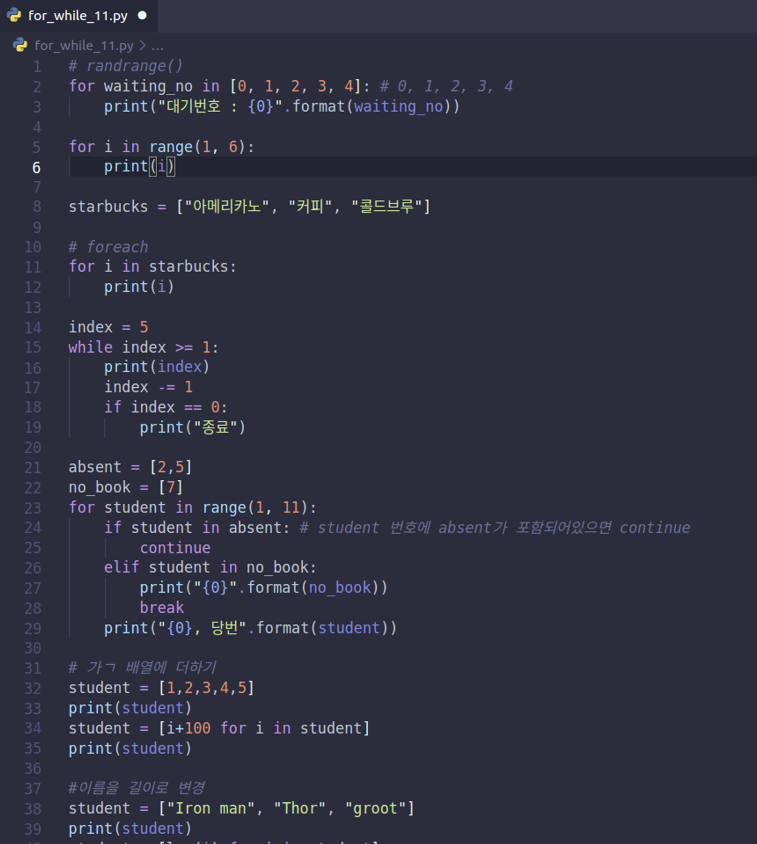 for_while_11.py
for_while_11.py > ...
1 # randrange()
2 for waiting_no in [0, 1, 2, 3, 4]: # 0, 1, 2, 3, 4
3     print("대기번호 : {0}".format(waiting_no))
4
5 for i in range(1, 6):
6     print(i)
7
8 starbucks = ["아메리카노", "커피", "콜드브루"]
9
10 # foreach
11 for i in starbucks:
12     print(i)
13
14 index = 5
15 while index >= 1:
16     print(index)
17     index -= 1
18     if index == 0:
19         print("종료")
20
21 absent = [2,5]
22 no_book = [7]
23 for student in range(1, 11):
24     if student in absent: # student 번호에 absent가 포함되어있으면 continue
25         continue
26     elif student in no_book:
27         print("{0}".format(no_book))
28         break
29     print("{0}, 당번".format(student))
30
31 # 가ㄱ 배열에 더하기
32 student = [1,2,3,4,5]
33 print(student)
34 student = [i+100 for i in student]
35 print(student)
36
37 #이름을 길이로 변경
38 student = ["Iron man", "Thor", "groot"]
39 print(student)